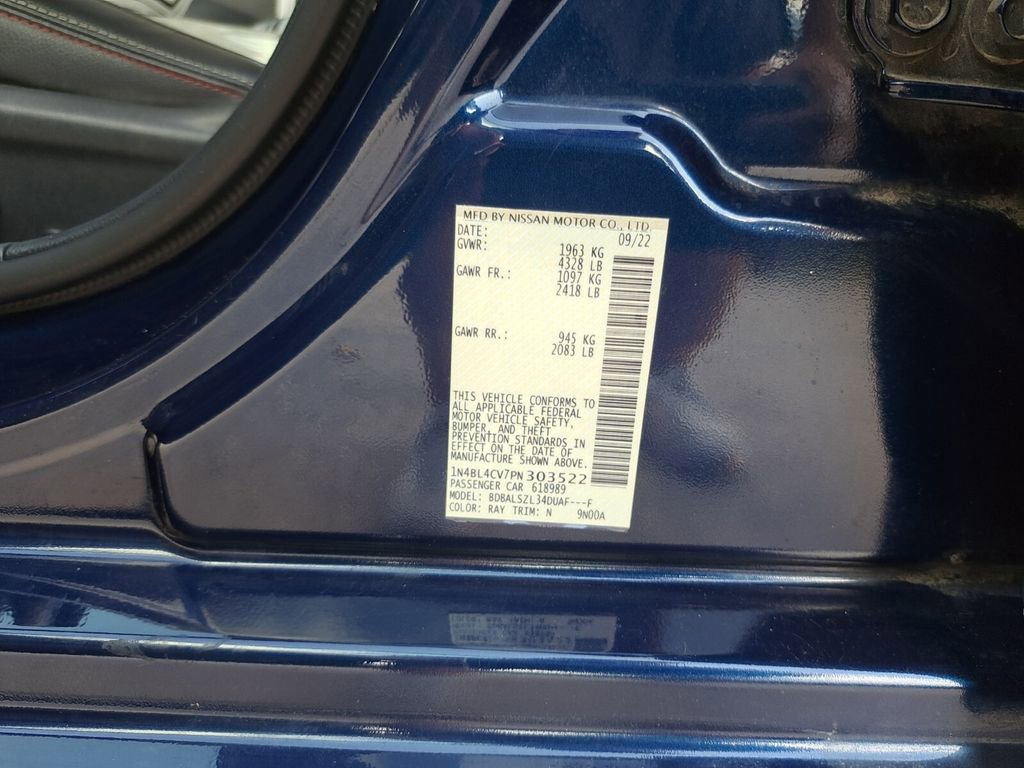 MFD BY NISSAN MOTOR CO., LTD.
DATE: 09/22
GVWR: 1963 KG
4328 LB
GAWR FR.: 1097 KG
2418 LB
GAWR RR.: 945 KG
2083 LB
THIS VEHICLE CONFORMS TO
ALL APPLICABLE FEDERAL
MOTOR VEHICLE SAFETY,
BUMPER, AND THEFT
PREVENTION STANDARDS IN
EFFECT ON THE DATE OF
MANUFACTURE SHOWN ABOVE.
1N4BL4CV7PN303522
PASSENGER CAR 618989
MODEL: BDBALSZL34DUAF---F
COLOR: RAY TRIM: N 9N00A